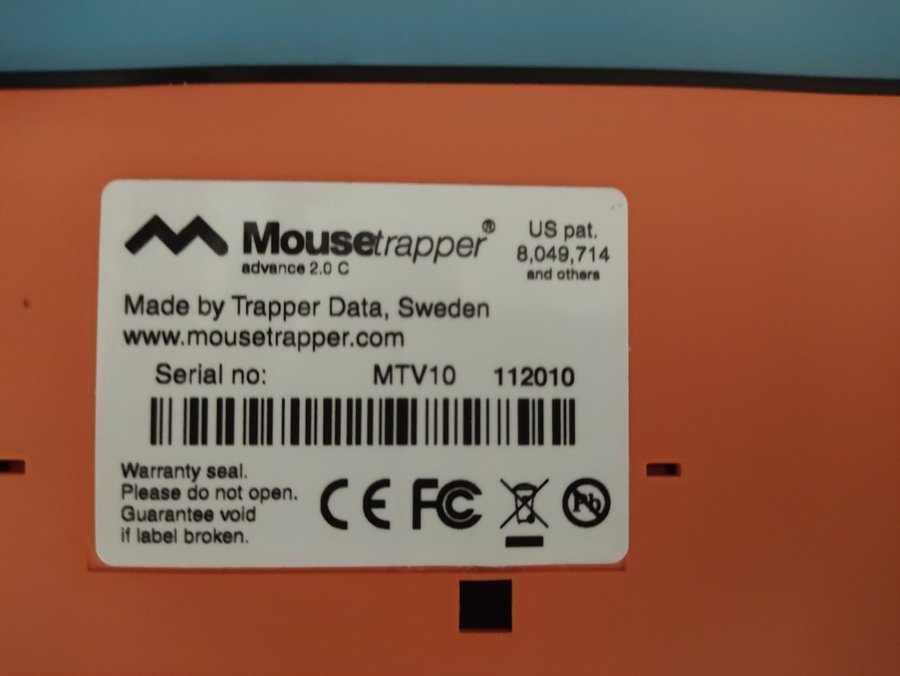 Mousetrapper®
advance 2.0 C
US pat.
8,049,714
and others
Made by Trapper Data, Sweden
www.mousetrapper.com
Serial no: MTV10 112010
Warranty seal.
Please do not open.
Guarantee void
if label broken.
CE FC Pb